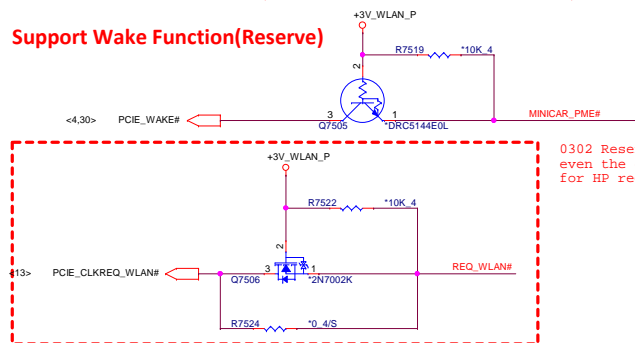 +3V_WLAN_P
Support Wake Function(Reserve)
R7519 *10K_4
2
<4,30> PCIE_WAKE# 3 1 MINICAR_PME#
Q7505 *DRC5144E0L
0302 Rese
even the
for HP re
+3V_WLAN_P
R7522 *10K_4
2
<13> PCIE_CLKREQ_WLAN# 3 1 REQ_WLAN#
Q7506 *2N7002K
R7524 *0_4/S